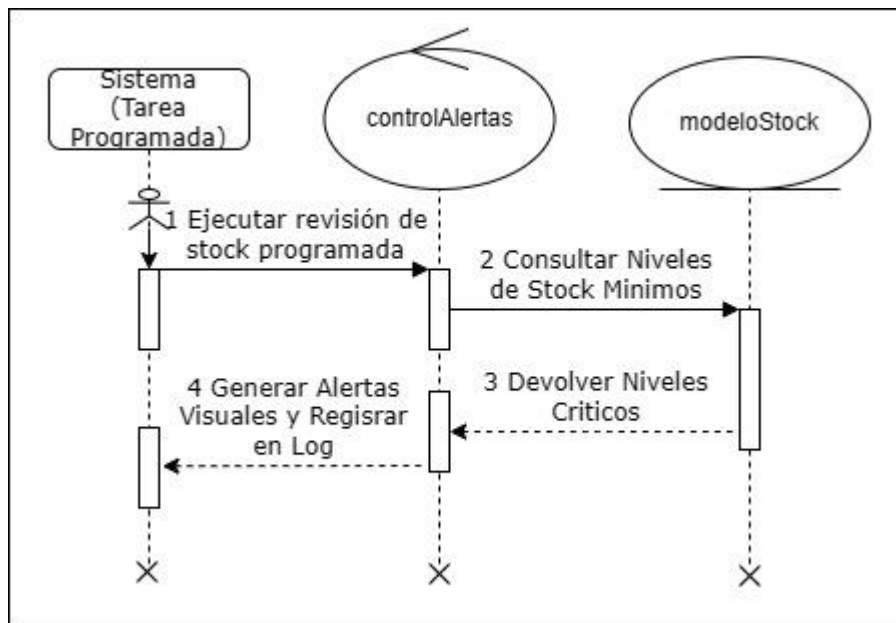 Sistema
(Tarea
Programada)
controlAlertas
modeloStock
1 Ejecutar revisión de
stock programada
2 Consultar Niveles
de Stock Minimos
3 Devolver Niveles
Criticos
4 Generar Alertas
Visuales y Regisrar
en Log